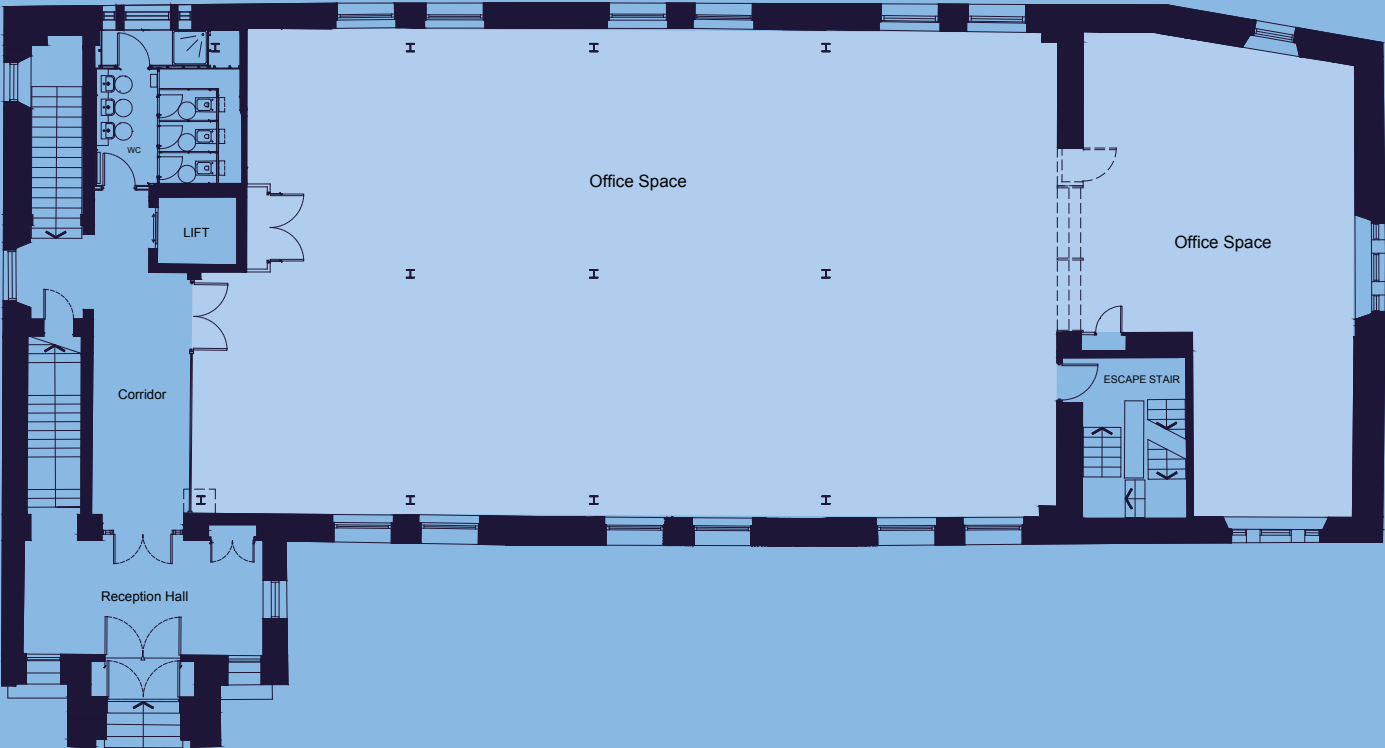 WC
Office Space
LIFT
Office Space
ESCAPE STAIR
Corridor
Reception Hall